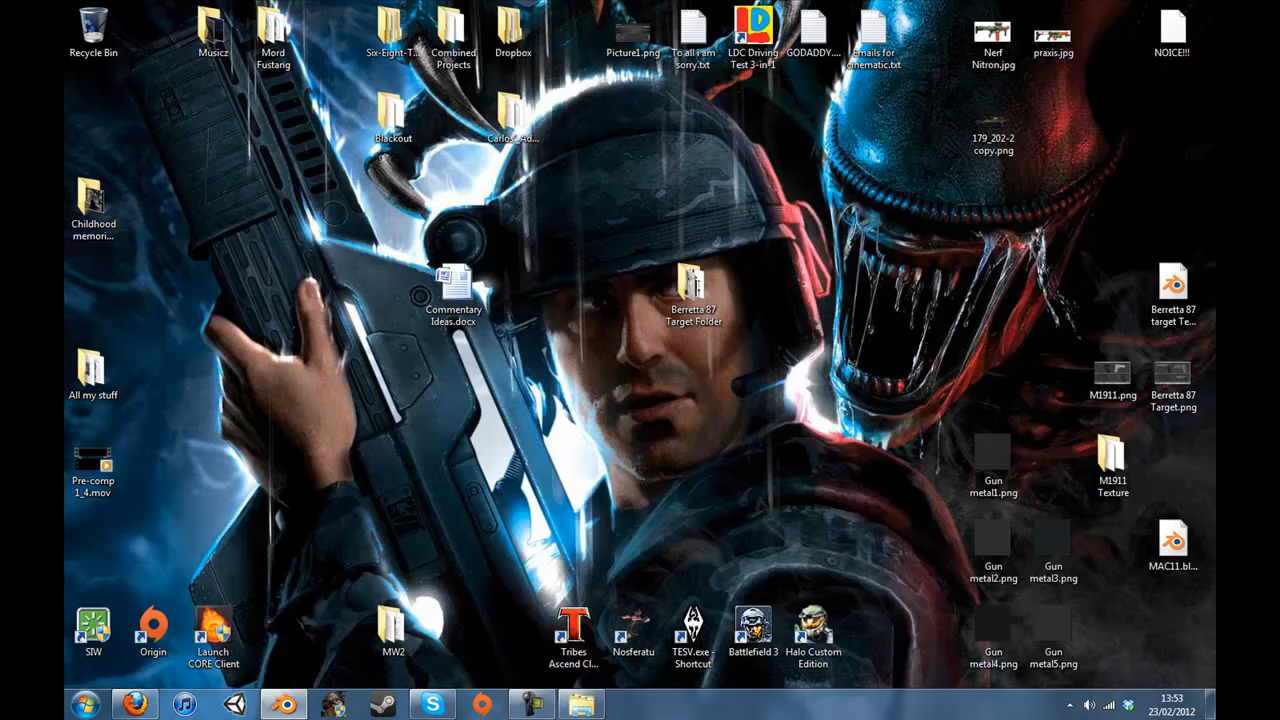 Recycle Bin
Musicz
Mord
Fustang
Six-Eight-T...
Combined
Projects
Dropbox
Picture1.png
To all i am
sorry.txt
LDC Driving
Test 3-in-1
GODADDY....
Emails for
cinematic.txt
Nerf
Nitron.jpg
praxis.jpg
NOICE!!!
Blackout
179_202-2
copy.png
Childhood
memori...
Commentary
Ideas.docx
Berretta 87
Target Folder
Berretta 87
target Te...
All my stuff
M1911.png
Berretta 87
Target.png
Pre-comp
1_4.mov
Gun
metal1.png
M1911
Texture
Gun
metal2.png
Gun
metal3.png
MAC11.bl...
SIW
Origin
Launch
CORE Client
MW2
Tribes
Ascend Cl...
Nosferatu
TESV.exe -
Shortcut
Battlefield 3
Halo Custom
Edition
Gun
metal4.png
Gun
metal5.png
13:53
23/02/2012